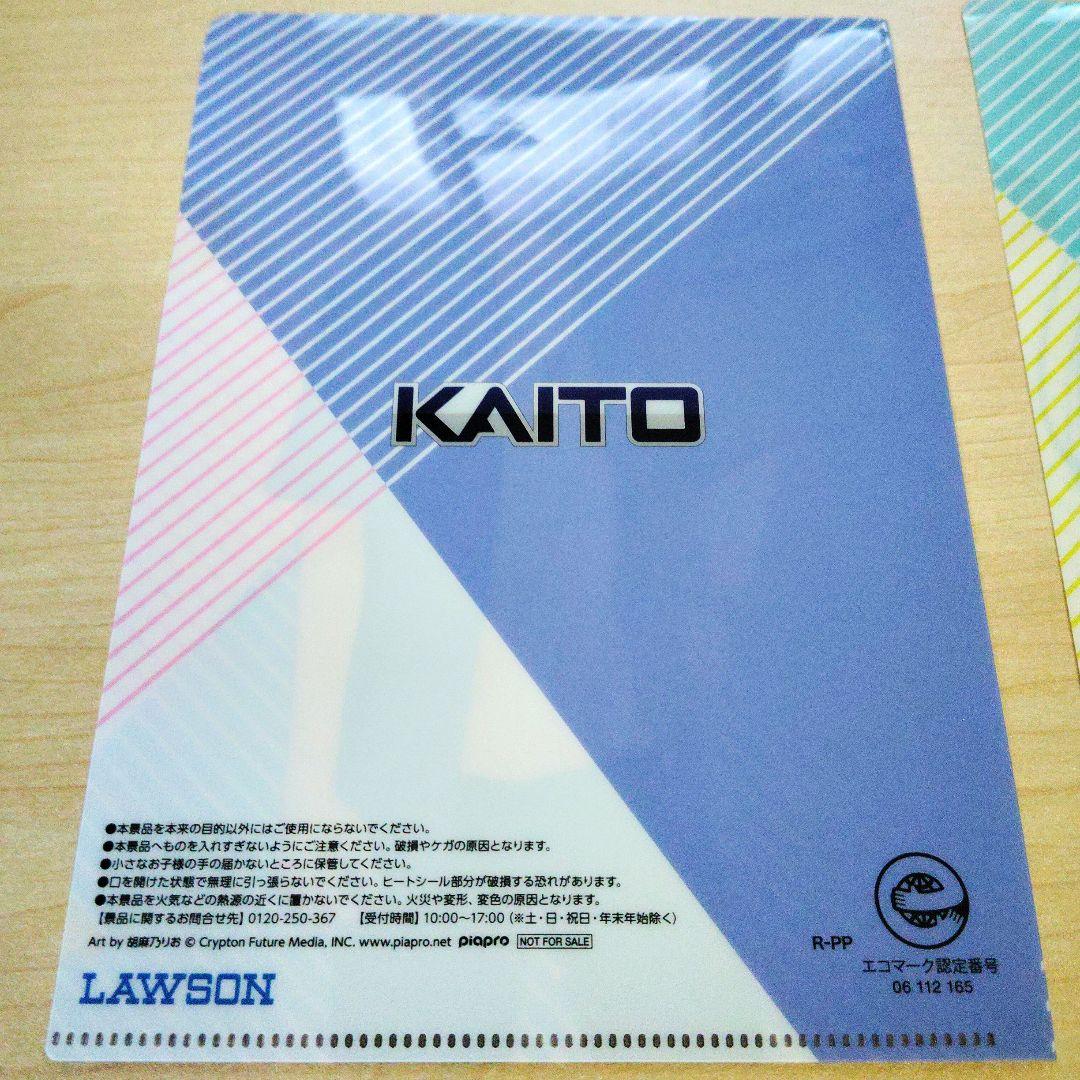 KAITO
●本景品を本来の目的以外にはご使用にならないでください。
●本景品へものを入れすぎないようにご注意ください。破損やケガの原因となります。
●小さなお子様の手の届かないところに保管してください。
●口を開けた状態で無理に引っ張らないでください。ヒートシール部分が破損する恐れがあります。
●本景品を火気などの熱源の近くに置かないでください。火災や変形、変色の原因となります。
【景品に関するお問合せ先】0120-250-367 【受付時間】10:00～17:00（※土・日・祝日・年末年始除く）
Art by 胡麻乃りお © Crypton Future Media, INC. www.piapro.net piapro NOT FOR SALE
LAWSON
R-PP
エコマーク認定番号
06 112 165